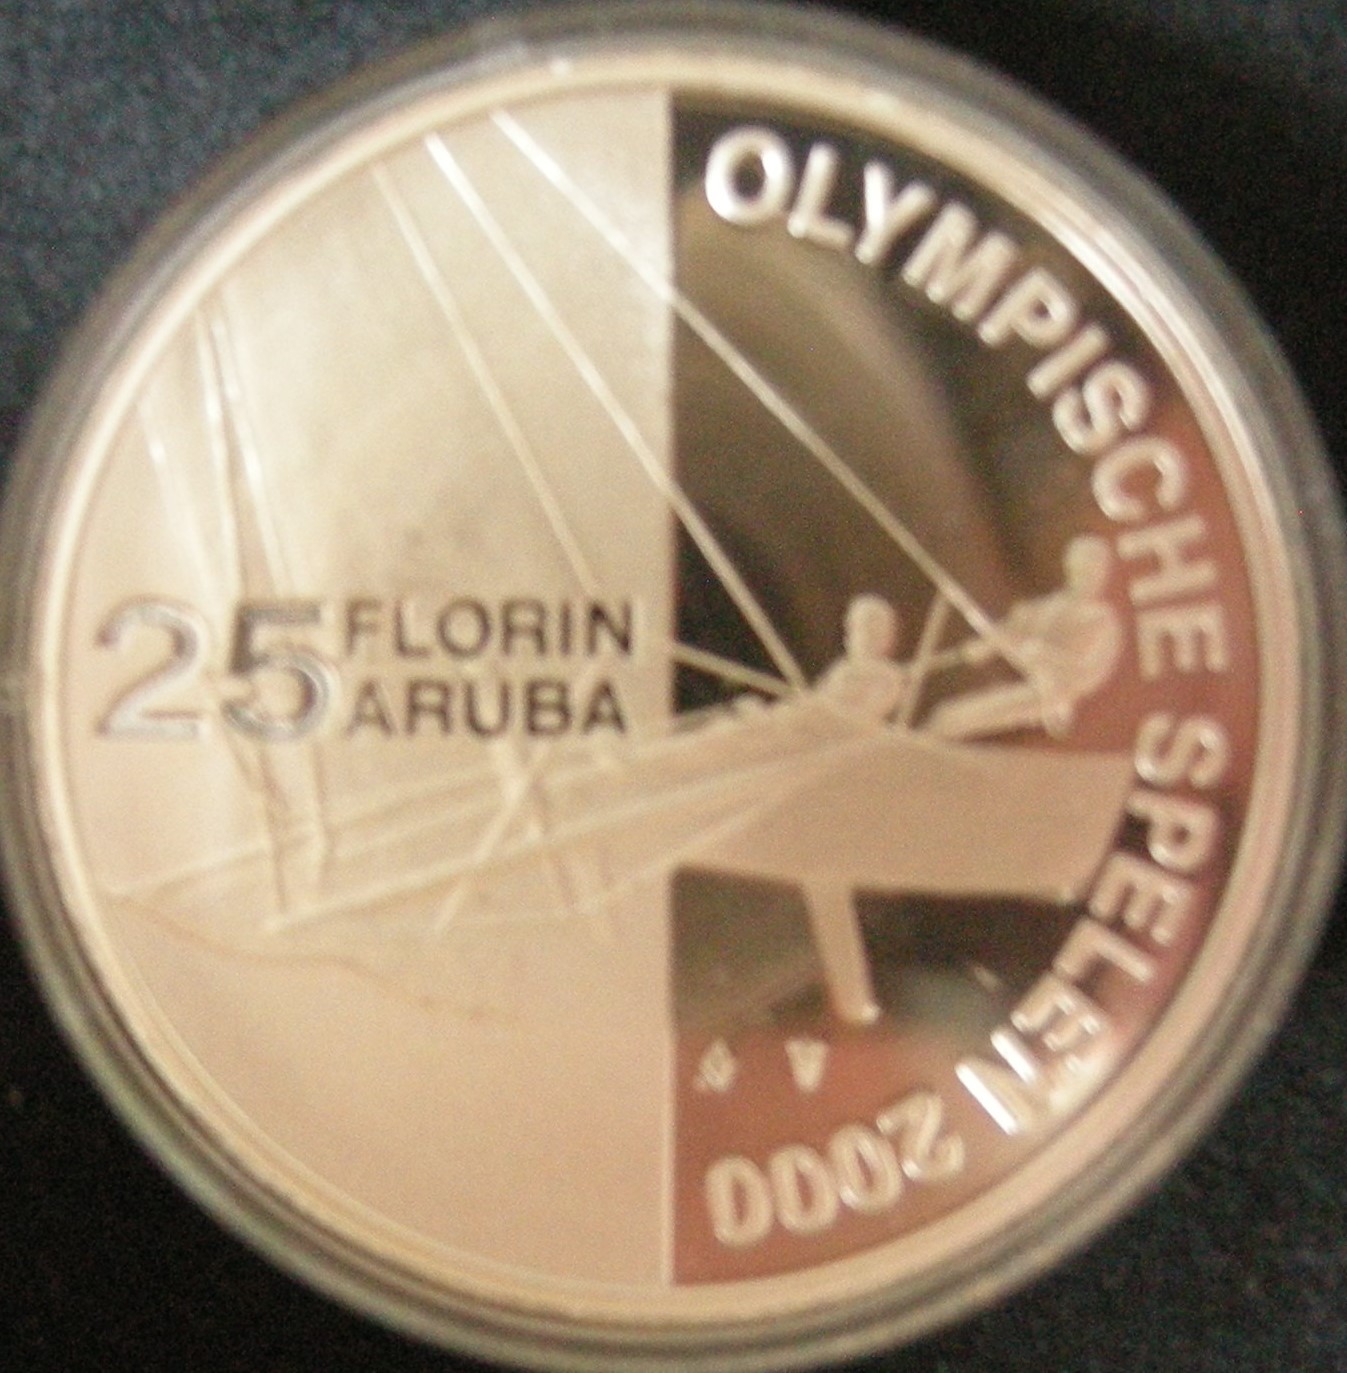 25 FLORIN
ARUBA
OLYMPISCHE SPELEN 2000